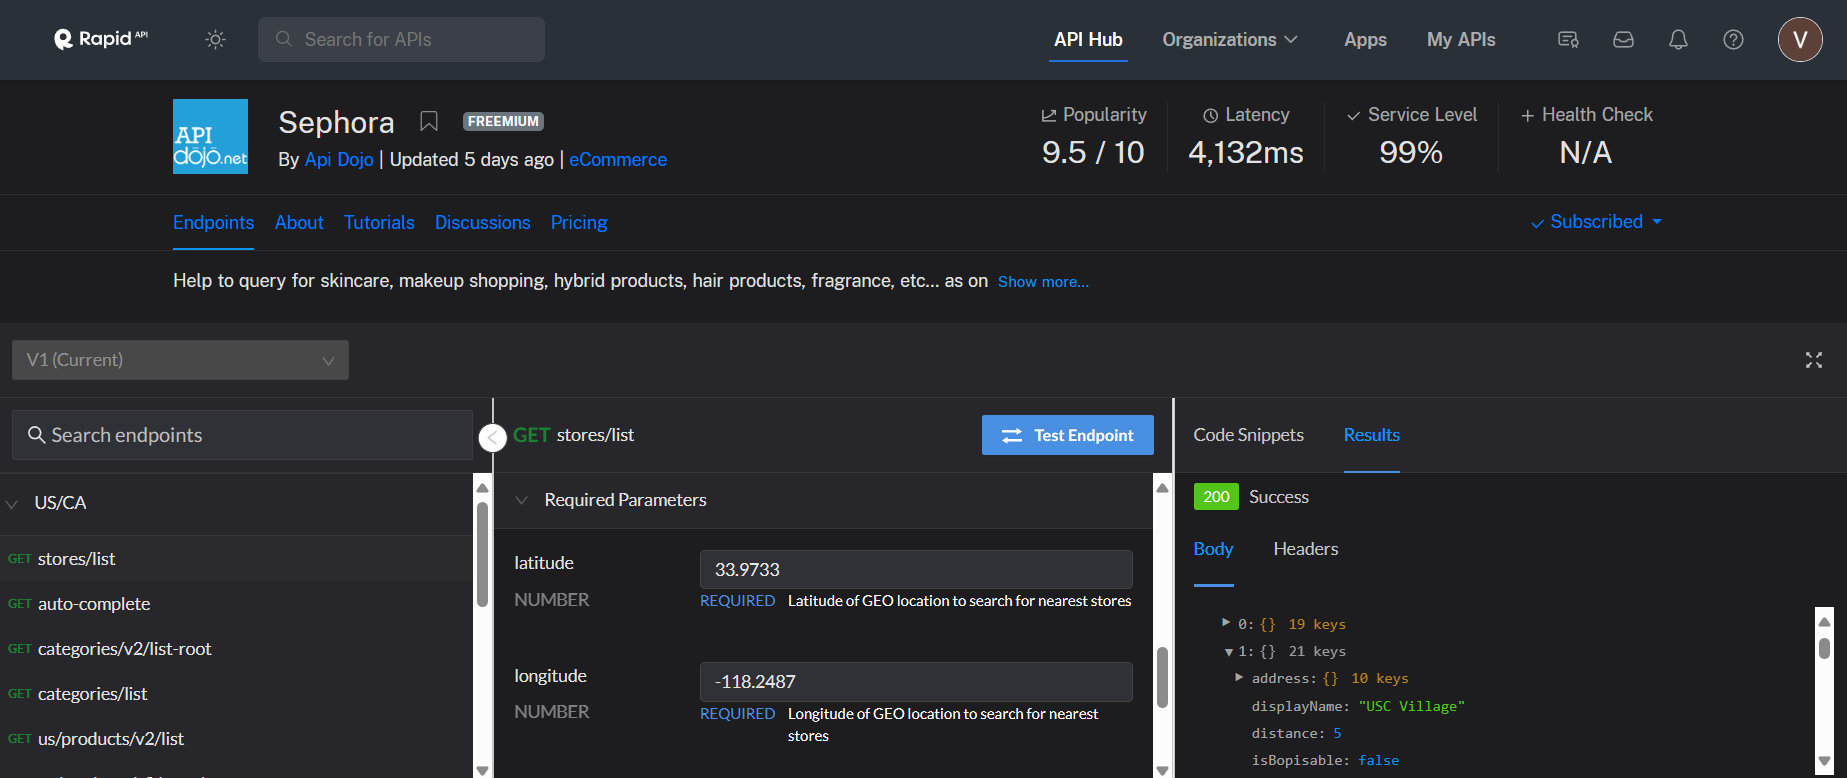 Rapid API
Search for APIs
API Hub
Organizations
Apps
My APIs
V
API
dōjō.net
Sephora
FREEMIUM
By Api Dojo | Updated 5 days ago | eCommerce
Popularity
9.5 / 10
Latency
4,132ms
Service Level
99%
Health Check
N/A
Endpoints
About
Tutorials
Discussions
Pricing
Subscribed
Help to query for skincare, makeup shopping, hybrid products, hair products, fragrance, etc... as on Show more...
V1 (Current)
Search endpoints
US/CA
GET stores/list
GET auto-complete
GET categories/v2/list-root
GET categories/list
GET us/products/v2/list
GET stores/list
Test Endpoint
Required Parameters
latitude
NUMBER
33.9733
REQUIRED Latitude of GEO location to search for nearest stores
longitude
NUMBER
-118.2487
REQUIRED Longitude of GEO location to search for nearest
stores
Code Snippets
Results
200 Success
Body
Headers
0: {} 19 keys
1: {} 21 keys
address: {} 10 keys
displayName: "USC Village"
distance: 5
isBopisable: false